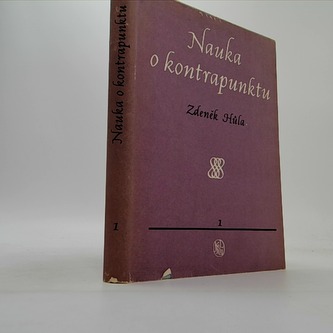 Nauka o kontrapunktu
I
Nauka
o kontrapunktu
Zdeněk Hůla
1